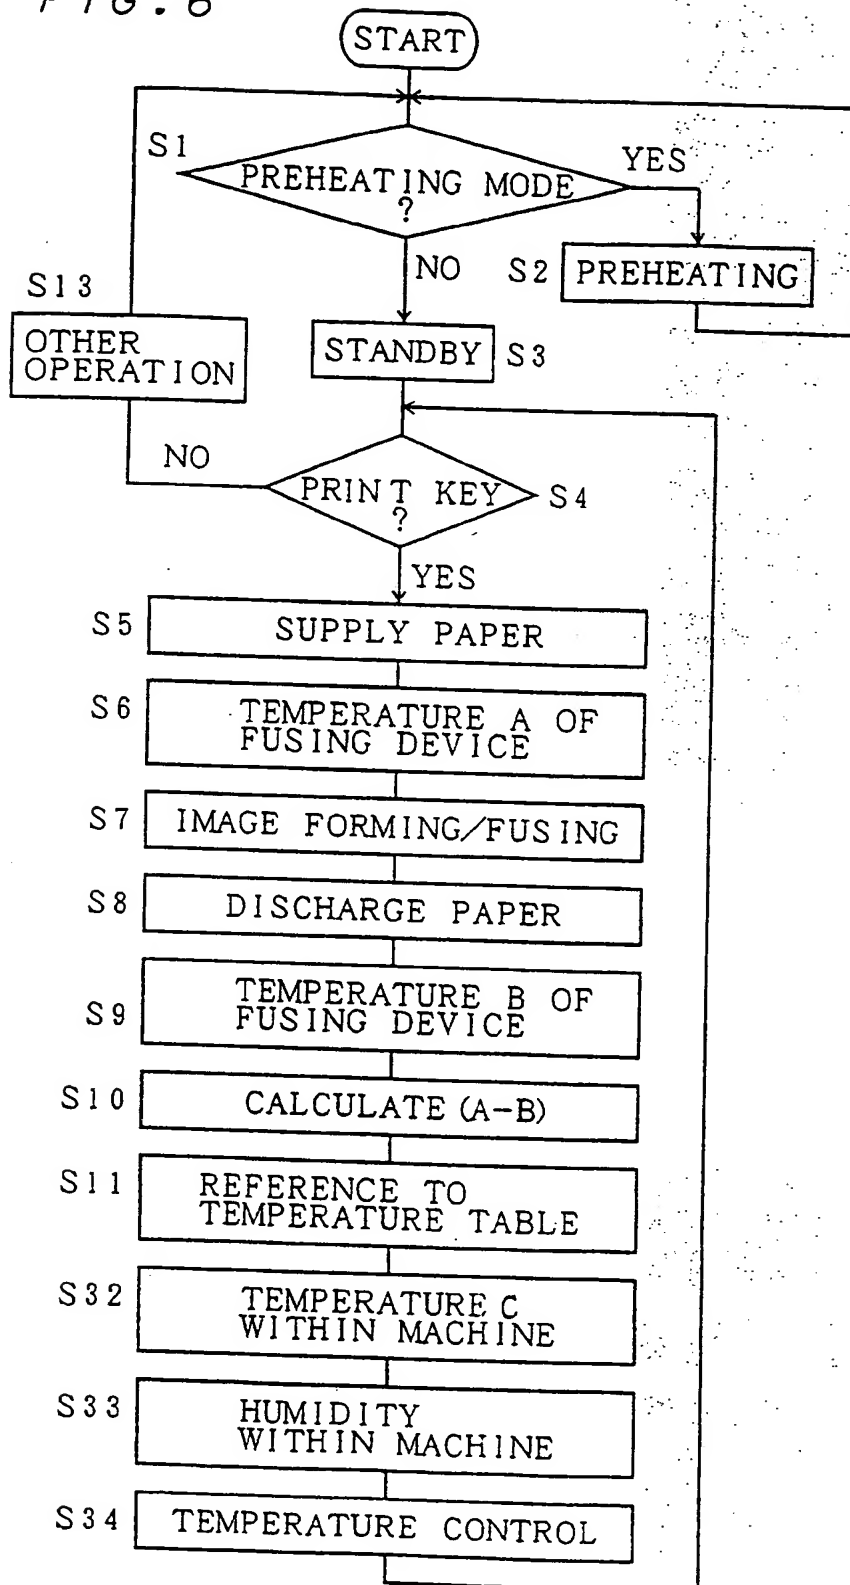 FIG. 6
START
S1
PREHEATING MODE
?
YES
NO
S2
PREHEATING
S13
OTHER
OPERATION
STANDBY
S3
NO
PRINT KEY
?
S4
YES
S5
SUPPLY PAPER
S6
TEMPERATURE A OF
FUSING DEVICE
S7
IMAGE FORMING/FUSING
S8
DISCHARGE PAPER
S9
TEMPERATURE B OF
FUSING DEVICE
S10
CALCULATE (A-B)
S11
REFERENCE TO
TEMPERATURE TABLE
S32
TEMPERATURE C
WITHIN MACHINE
S33
HUMIDITY
WITHIN MACHINE
S34
TEMPERATURE CONTROL